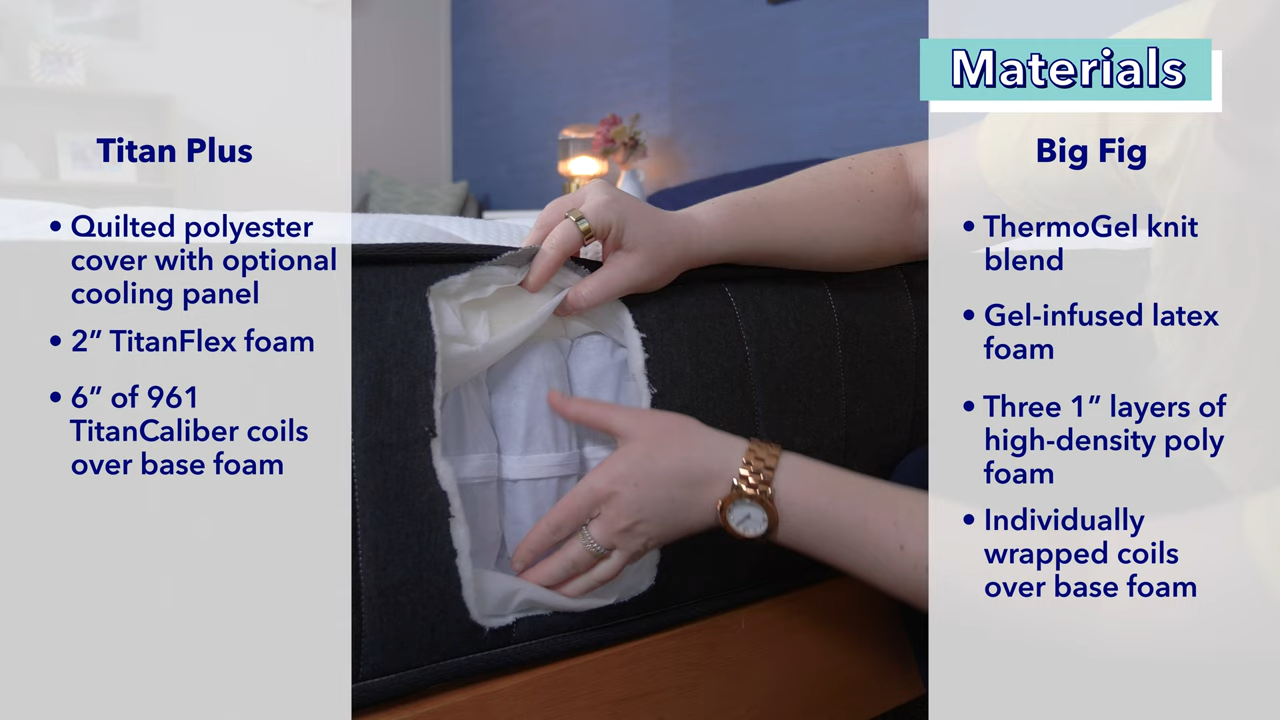 Materials
Titan Plus
• Quilted polyester
cover with optional
cooling panel
• 2” TitanFlex foam
• 6” of 961
TitanCaliber coils
over base foam
Big Fig
• ThermoGel knit
blend
• Gel-infused latex
foam
• Three 1” layers of
high-density poly
foam
• Individually
wrapped coils
over base foam